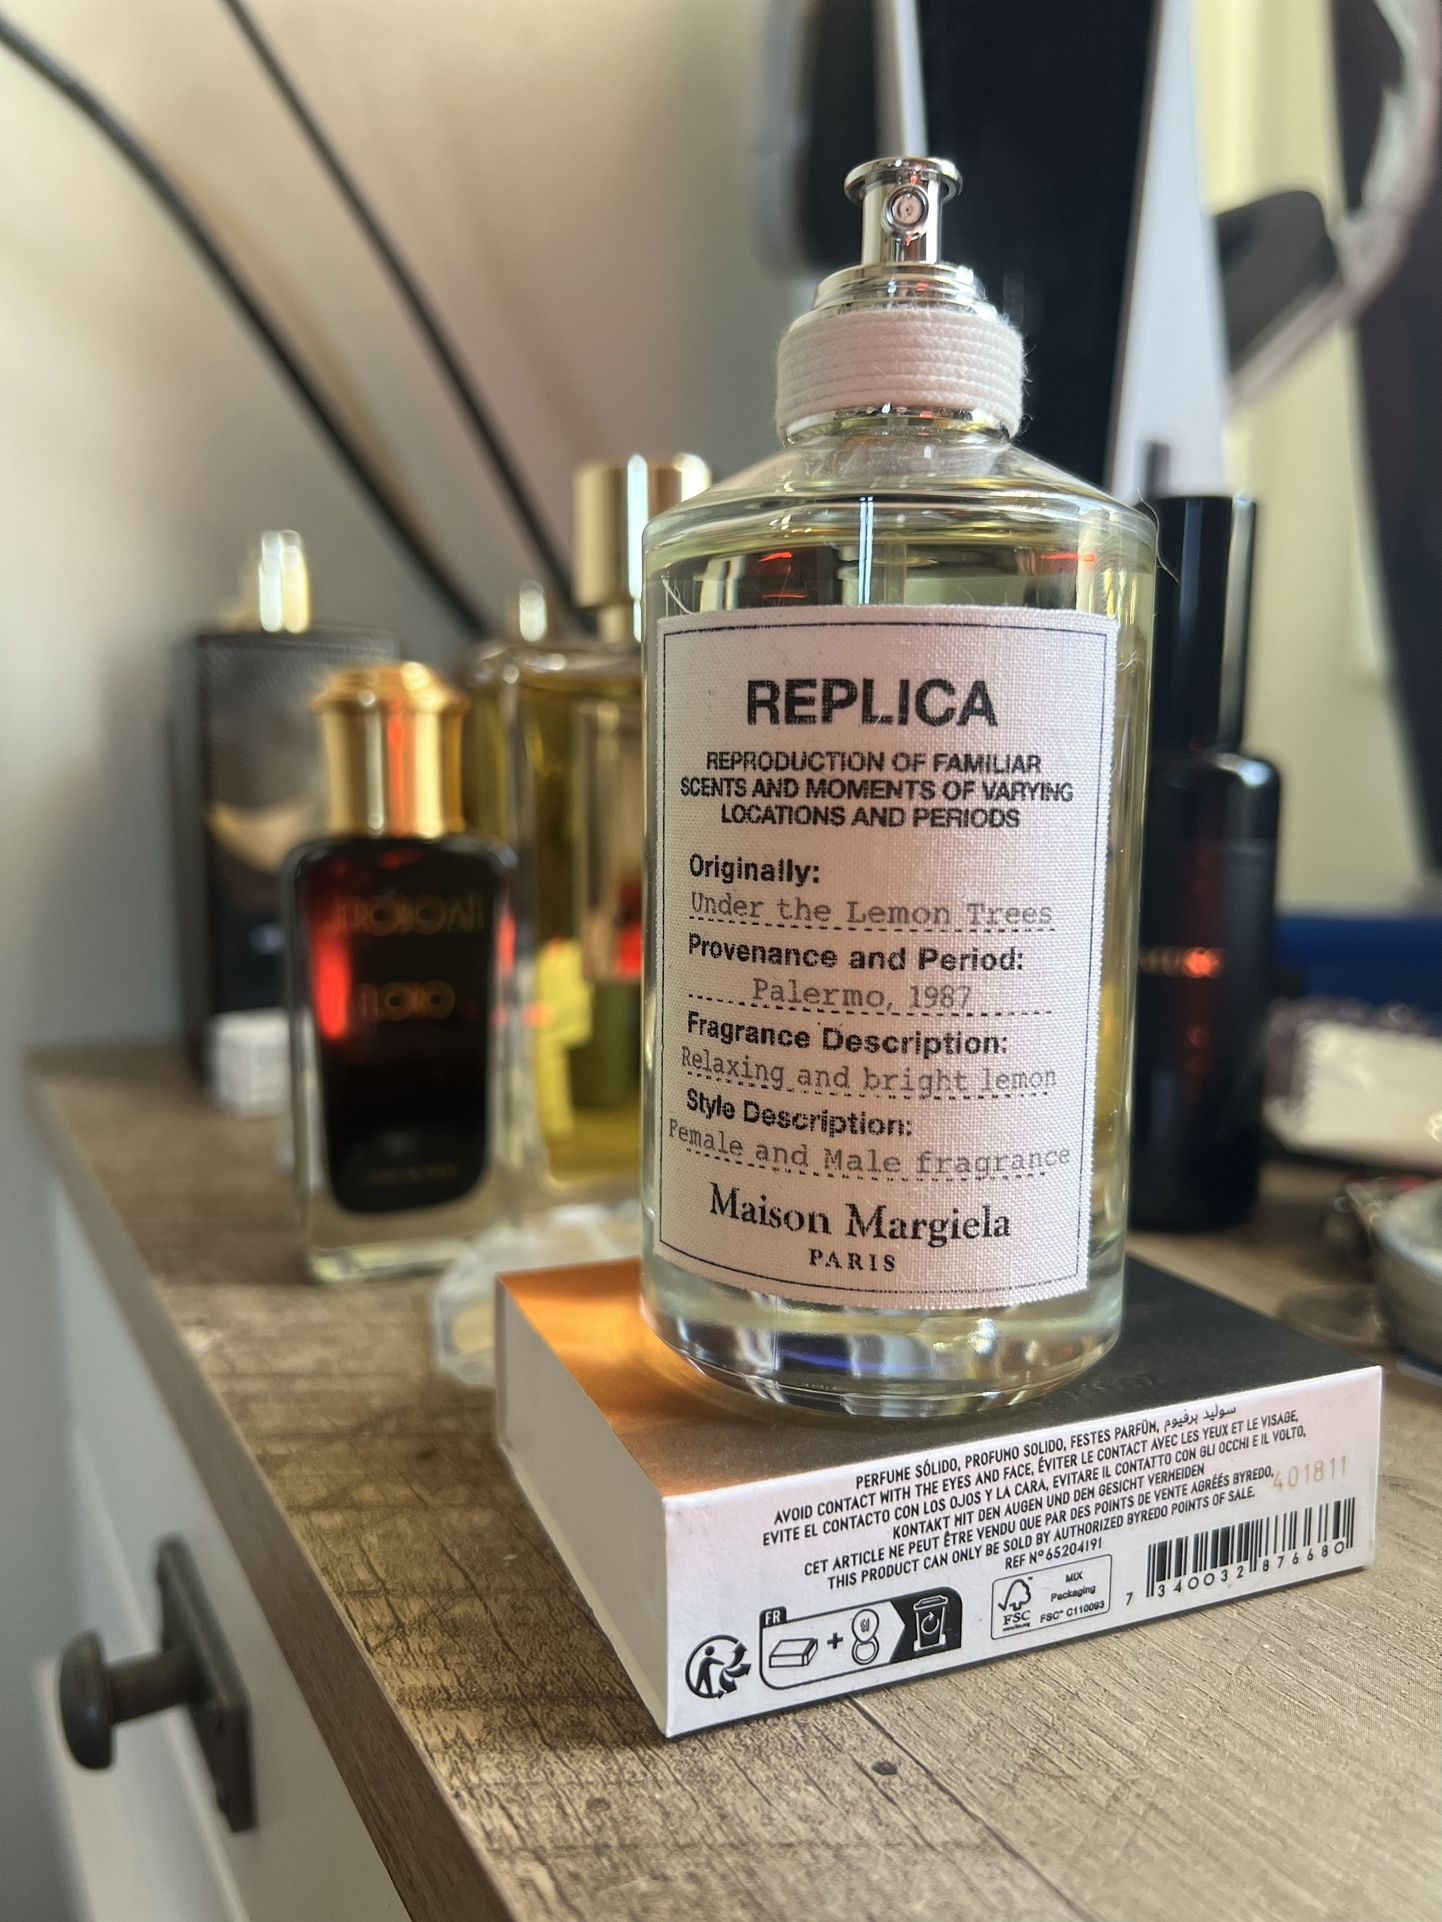 REPLICA
REPRODUCTION OF FAMILIAR
SCENTS AND MOMENTS OF VARYING
LOCATIONS AND PERIODS
Originally:
Under the Lemon Trees
Provenance and Period:
Palermo, 1987
Fragrance Description:
Relaxing and bright lemon
Style Description:
Female and Male fragrance
Maison Margiela
PARIS
سوليد برفيوم
PERFUME SÓLIDO, PROFUMO SOLIDO, FESTES PARFÜM,
AVOID CONTACT WITH THE EYES AND FACE, ÉVITER LE CONTACT AVEC LES YEUX ET LE VISAGE,
EVITE EL CONTACTO CON LOS OJOS Y LA CARA, EVITARE IL CONTATTO CON GLI OCCHI E IL VOLTO,
KONTAKT MIT DEN AUGEN UND DEM GESICHT VERMEIDEN
CET ARTICLE NE PEUT ÊTRE VENDU QUE PAR DES POINTS DE VENTE AGRÉÉS BYREDO,
THIS PRODUCT CAN ONLY BE SOLD BY AUTHORIZED BYREDO POINTS OF SALE.
REF Nº65204191
401811
FR
FSC
MIX
Packaging
FSC™ C110093
7 340032 876680